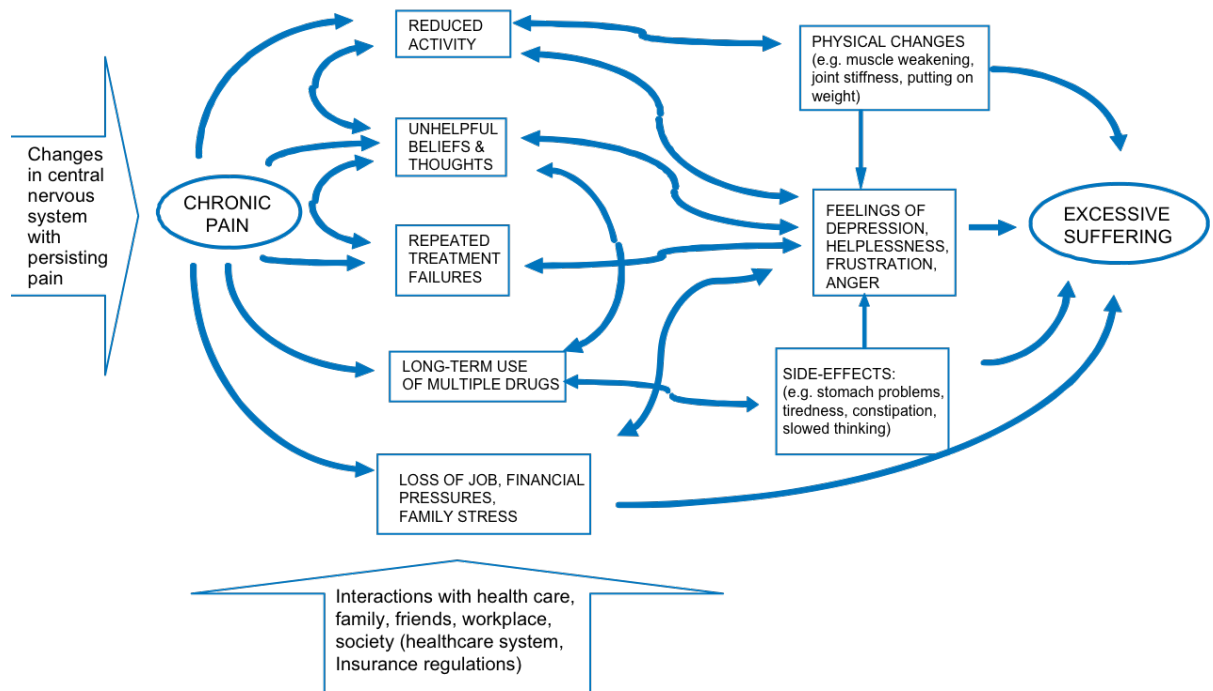 REDUCED
ACTIVITY
PHYSICAL CHANGES
(e.g. muscle weakening,
joint stiffness, putting on
weight)
Changes
in central
nervous
system
with
persisting
pain
UNHELPFUL
BELIEFS &
THOUGHTS
CHRONIC
PAIN
REPEATED
TREATMENT
FAILURES
FEELINGS OF
DEPRESSION,
HELPLESSNESS,
FRUSTRATION,
ANGER
EXCESSIVE
SUFFERING
LONG-TERM USE
OF MULTIPLE DRUGS
SIDE-EFFECTS:
(e.g. stomach problems,
tiredness, constipation,
slowed thinking)
LOSS OF JOB, FINANCIAL
PRESSURES,
FAMILY STRESS
Interactions with health care,
family, friends, workplace,
society (healthcare system,
Insurance regulations)